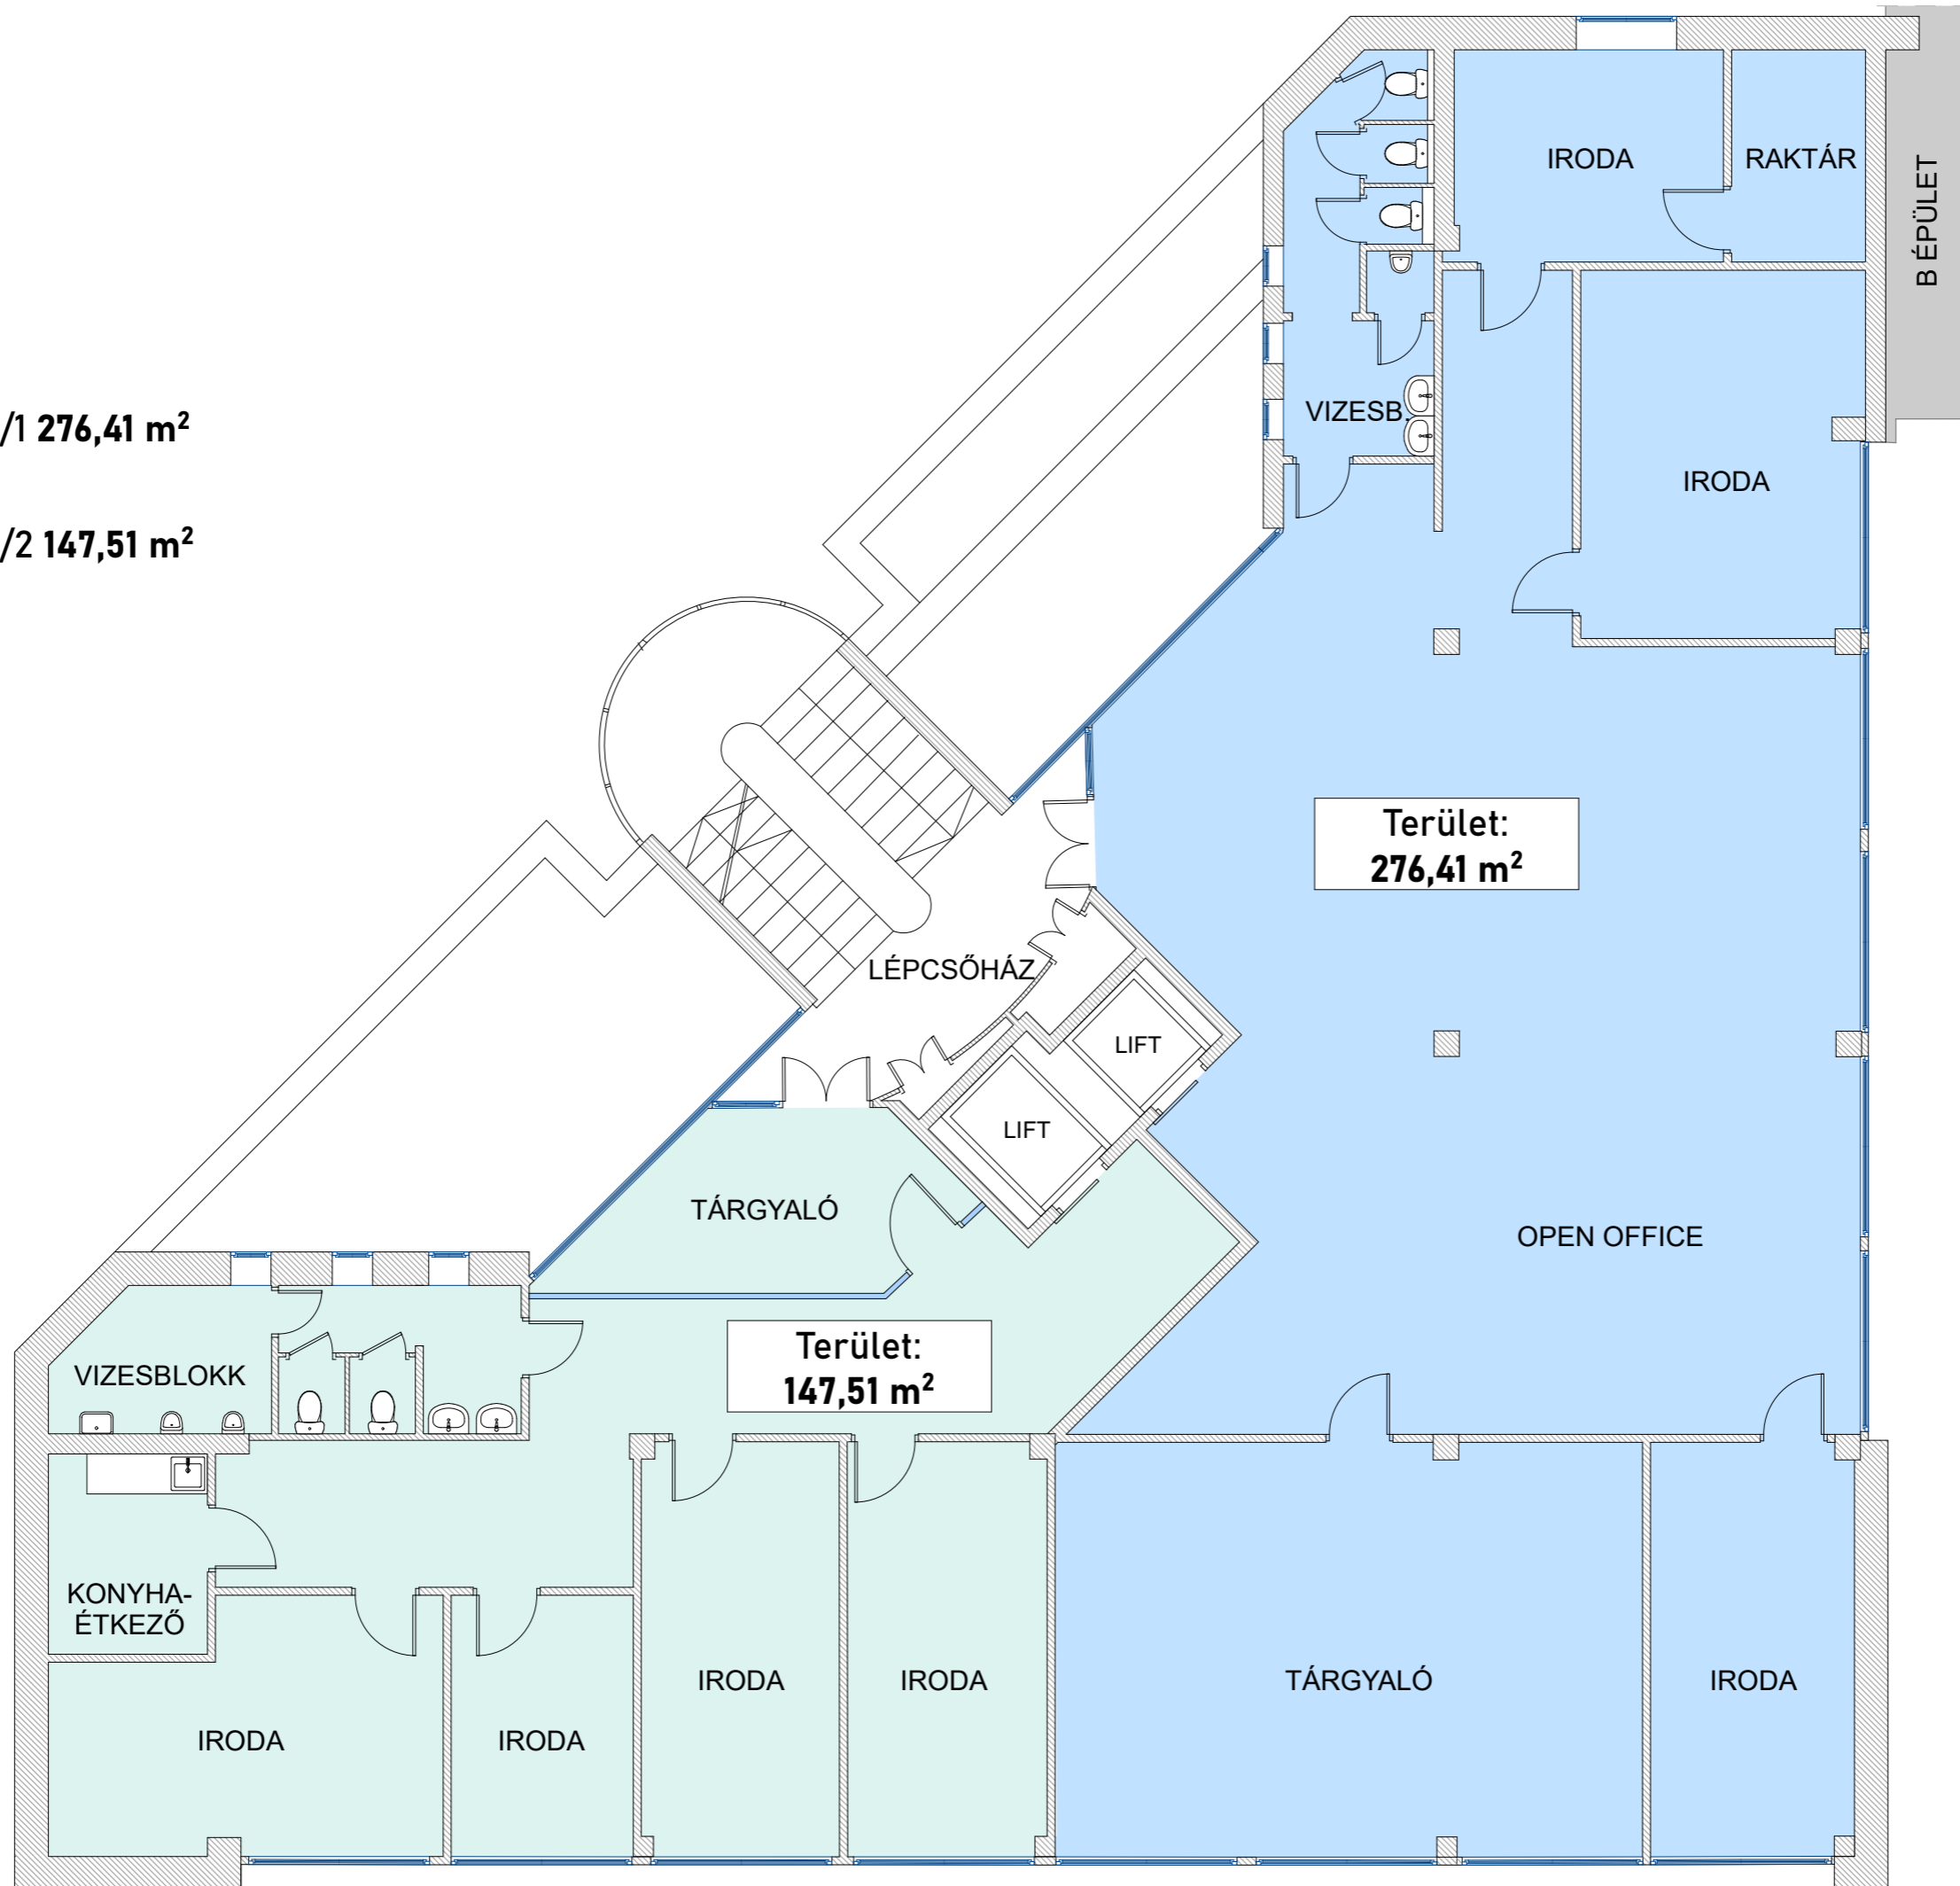 /1 276,41 m²
/2 147,51 m²
IRODA
RAKTÁR
B ÉPÜLET
VIZESB.
IRODA
Terület:
276,41 m²
LÉPCSŐHÁZ
LIFT
LIFT
TÁRGYALÓ
OPEN OFFICE
Terület:
147,51 m²
VIZESBLOKK
KONYHA-
ÉTKEZŐ
IRODA
IRODA
IRODA
IRODA
TÁRGYALÓ
IRODA